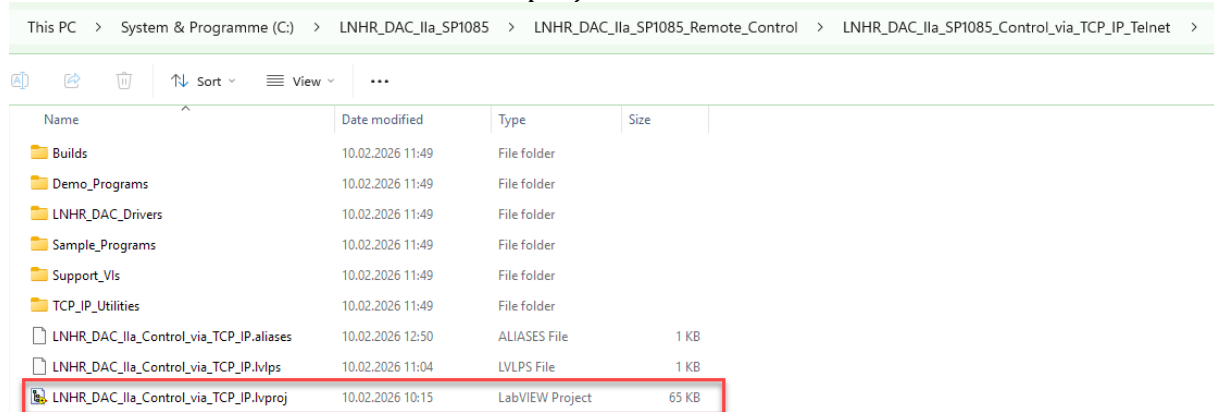 This PC > System & Programme (C:) > LNHR_DAC_IIa_SP1085 > LNHR_DAC_IIa_SP1085_Remote_Control > LNHR_DAC_IIa_SP1085_Control_via_TCP_IP_Telnet >
Sort View ...
Name Date modified Type Size
Builds 10.02.2026 11:49 File folder
Demo_Programs 10.02.2026 11:49 File folder
LNHR_DAC_Drivers 10.02.2026 11:49 File folder
Sample_Programs 10.02.2026 11:49 File folder
Support_VIs 10.02.2026 11:49 File folder
TCP_IP_Utilities 10.02.2026 11:49 File folder
LNHR_DAC_IIa_Control_via_TCP_IP.aliases 10.02.2026 12:50 ALIASES File 1 KB
LNHR_DAC_IIa_Control_via_TCP_IP.lvlps 10.02.2026 11:04 LVLPS File 1 KB
LNHR_DAC_IIa_Control_via_TCP_IP.lvproj 10.02.2026 10:15 LabVIEW Project 65 KB